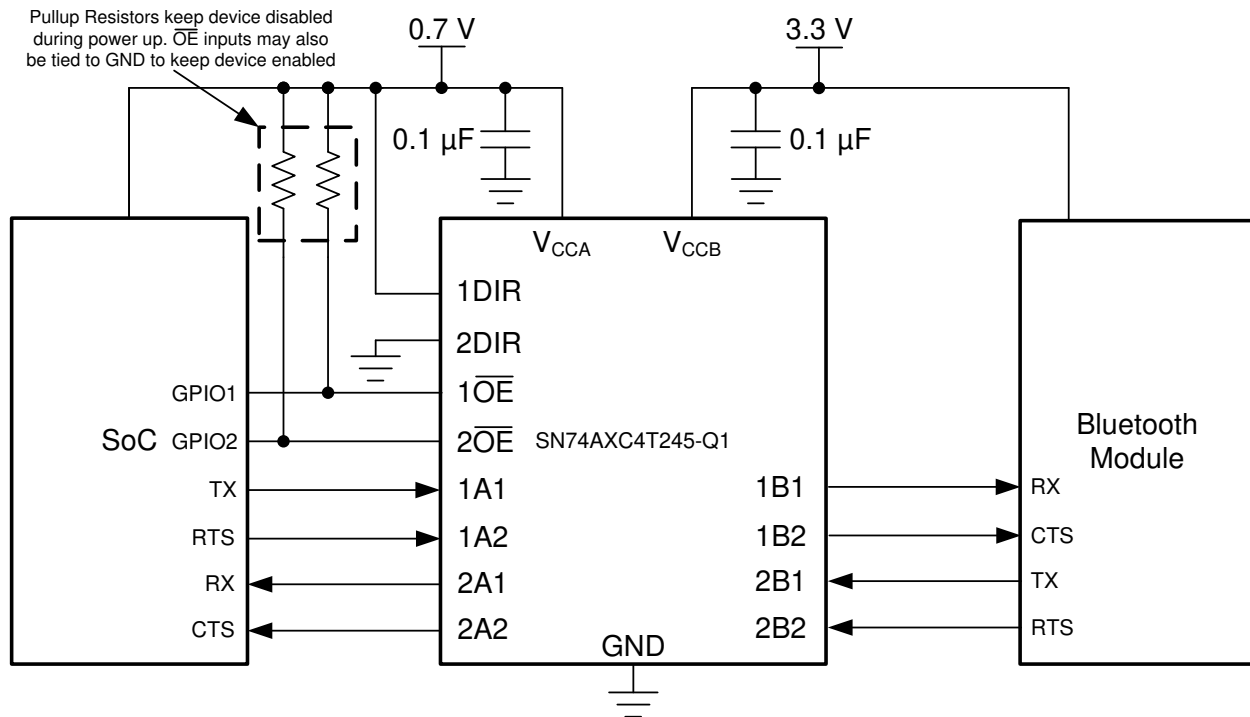 Pullup Resistors keep device disabled
during power up. O̅E̅ inputs may also
be tied to GND to keep device enabled
0.7 V
3.3 V
0.1 µF
0.1 µF
VCCA
VCCB
1DIR
2DIR
GPIO1
1O̅E̅
SoC
GPIO2
2O̅E̅
SN74AXC4T245-Q1
Bluetooth
Module
TX
1A1
1B1
RX
RTS
1A2
1B2
CTS
RX
2A1
2B1
TX
CTS
2A2
2B2
RTS
GND